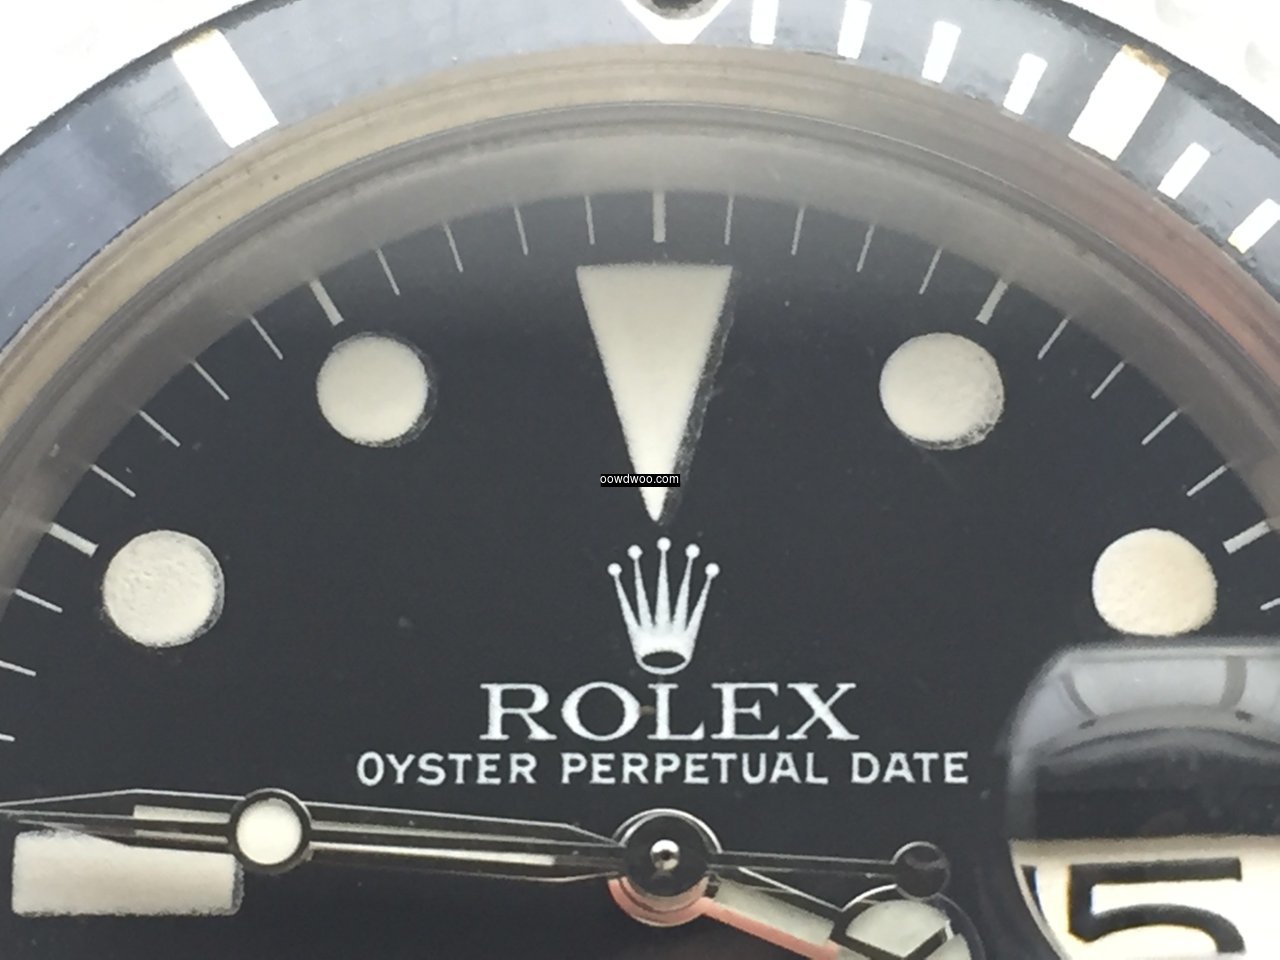 oowdwoo.com
ROLEX
OYSTER PERPETUAL DATE
5